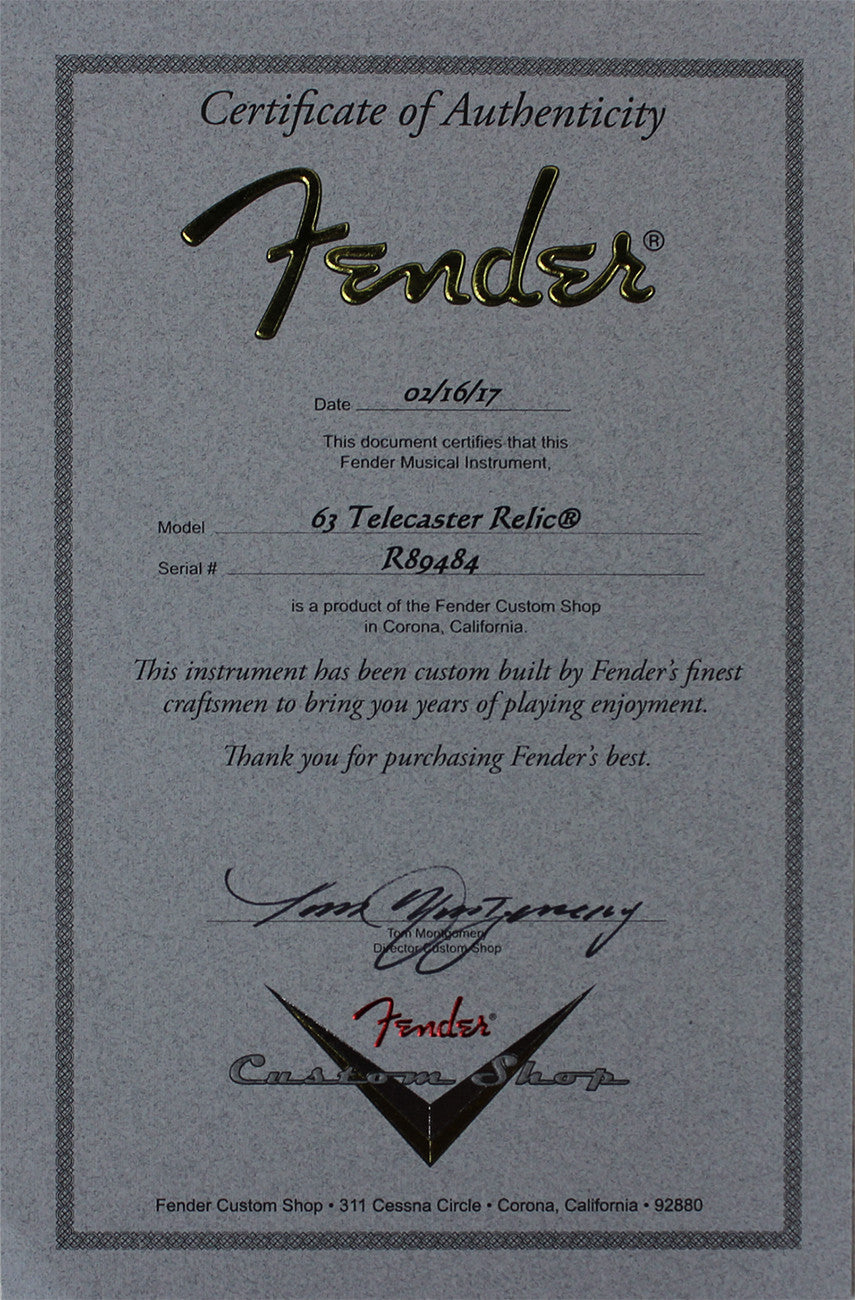 Certificate of Authenticity
Fender®
Date 02/16/17
This document certifies that this
Fender Musical Instrument,
Model 63 Telecaster Relic®
Serial # R89484
is a product of the Fender Custom Shop
in Corona, California.
This instrument has been custom built by Fender's finest
craftsmen to bring you years of playing enjoyment.
Thank you for purchasing Fender's best.
Tom Montgomery
Tom Montgomery
Director Custom Shop
Fender®
Custom Shop
Fender Custom Shop • 311 Cessna Circle • Corona, California • 92880